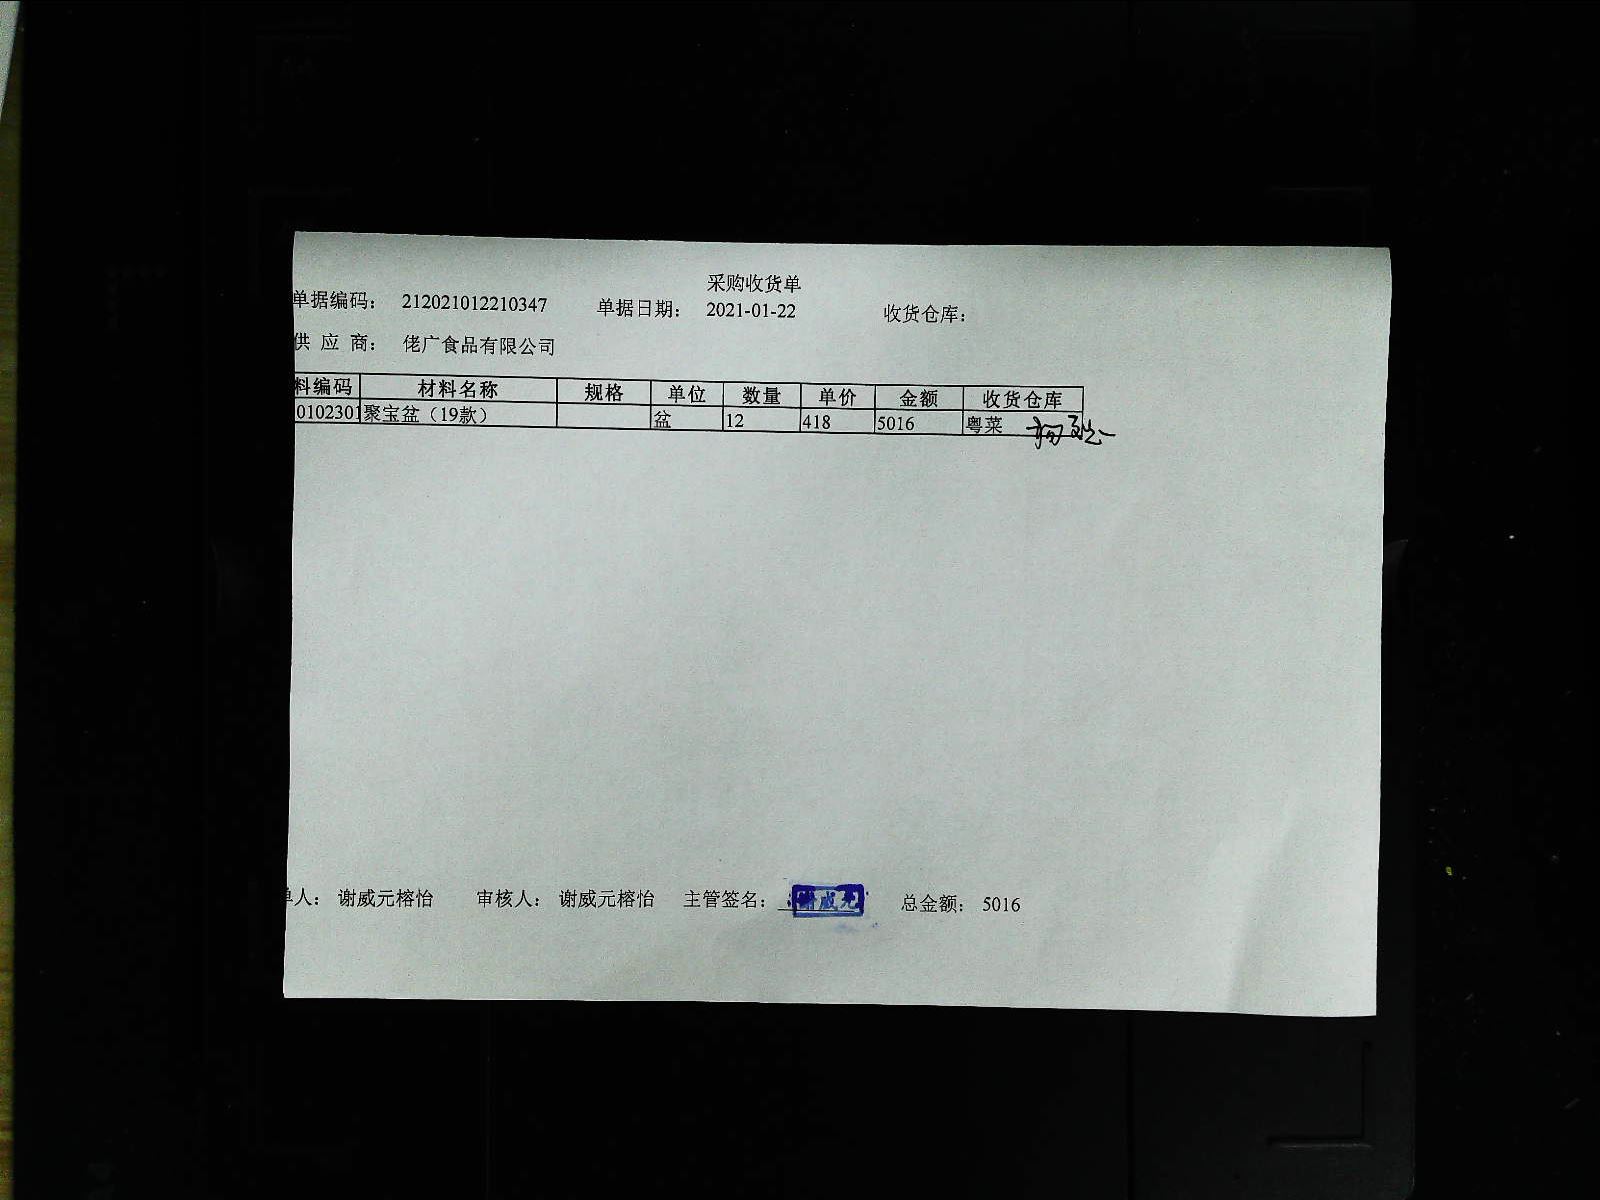 采购收货单
单据编码： 212021012210347 单据日期： 2021-01-22 收货仓库：
供 应 商： 佬广食品有限公司
料编码 材料名称 规格 单位 数量 单价 金额 收货仓库
0102301 聚宝盆（19款） 盆 12 418 5016 粤菜
人： 谢威元榕怡 审核人： 谢威元榕怡 主管签名： 谢威元 总金额： 5016